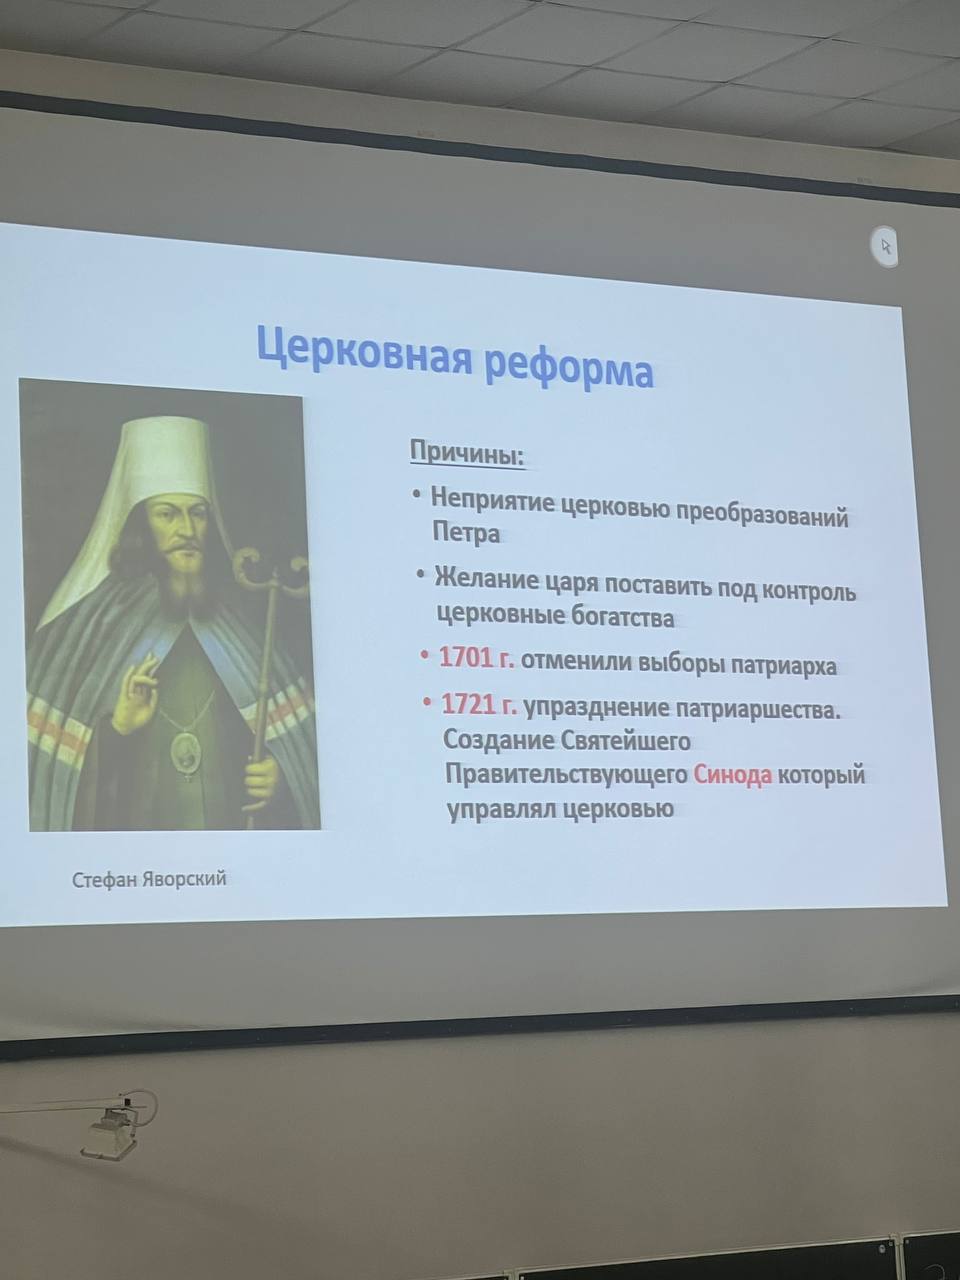 Церковная реформа
Причины:
• Неприятие церковью преобразований
Петра
• Желание царя поставить под контроль
церковные богатства
• 1701 г. отменили выборы патриарха
• 1721 г. упразднение патриаршества.
Создание Святейшего
Правительствующего Синода который
управлял церковью
Стефан Яворский